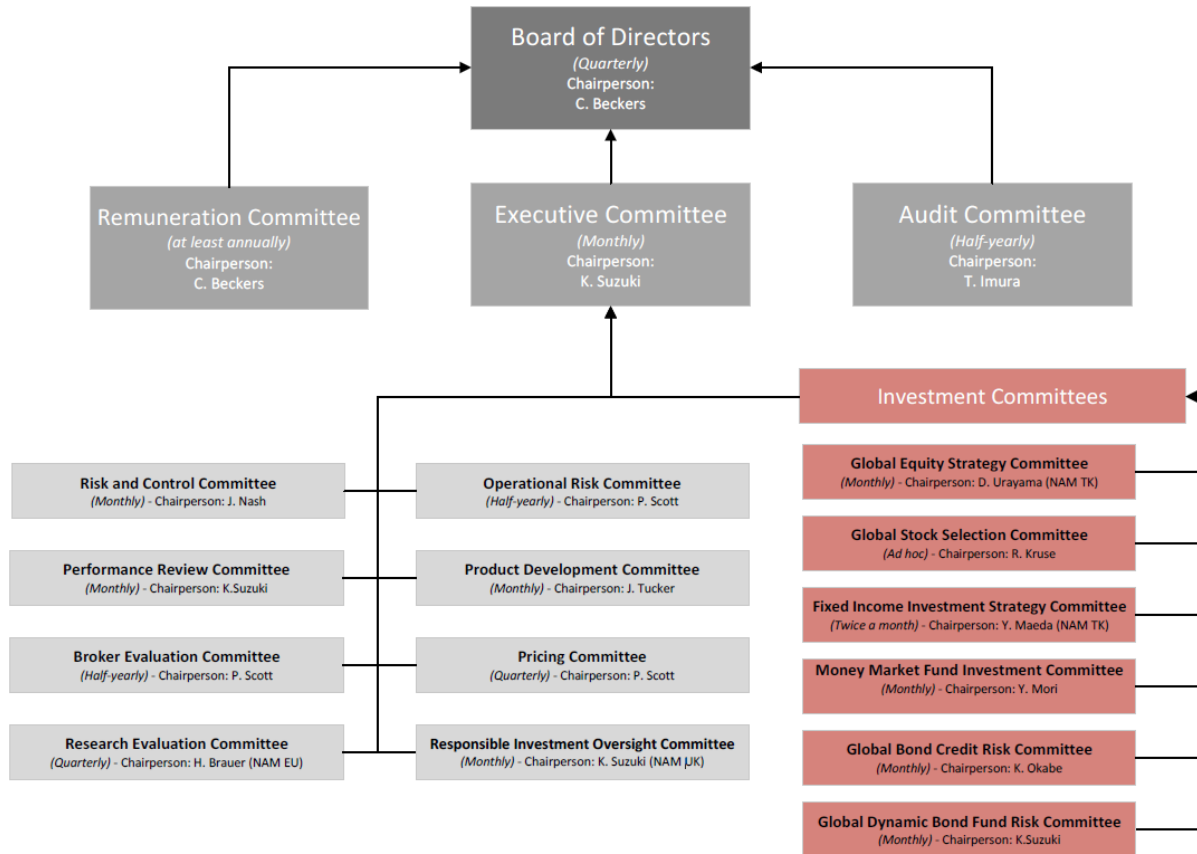 Board of Directors
(Quarterly)
Chairperson:
C. Beckers
Remuneration Committee
(at least annually)
Chairperson:
C. Beckers
Executive Committee
(Monthly)
Chairperson:
K. Suzuki
Audit Committee
(Half-yearly)
Chairperson:
T. Imura
Investment Committees
Risk and Control Committee
(Monthly) - Chairperson: J. Nash
Operational Risk Committee
(Half-yearly) - Chairperson: P. Scott
Performance Review Committee
(Monthly) - Chairperson: K.Suzuki
Product Development Committee
(Monthly) - Chairperson: J. Tucker
Broker Evaluation Committee
(Half-yearly) - Chairperson: P. Scott
Pricing Committee
(Quarterly) - Chairperson: P. Scott
Research Evaluation Committee
(Quarterly) - Chairperson: H. Brauer (NAM EU)
Responsible Investment Oversight Committee
(Monthly) - Chairperson: K. Suzuki (NAM UK)
Global Equity Strategy Committee
(Monthly) - Chairperson: D. Urayama (NAM TK)
Global Stock Selection Committee
(Ad hoc) - Chairperson: R. Kruse
Fixed Income Investment Strategy Committee
(Twice a month) - Chairperson: Y. Maeda (NAM TK)
Money Market Fund Investment Committee
(Monthly) - Chairperson: Y. Mori
Global Bond Credit Risk Committee
(Monthly) - Chairperson: K. Okabe
Global Dynamic Bond Fund Risk Committee
(Monthly) - Chairperson: K.Suzuki